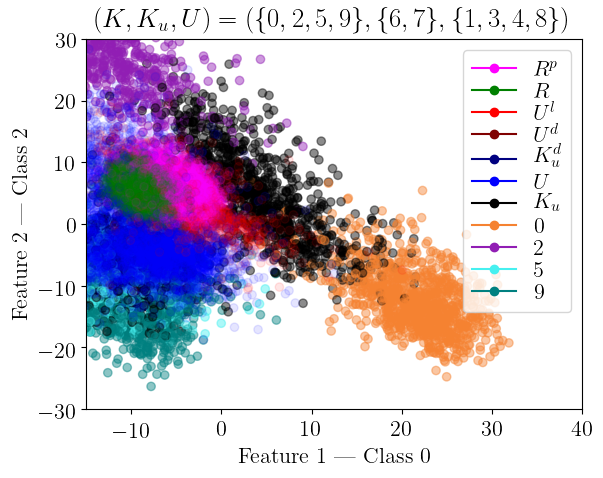 (K, K_u, U) = ({0, 2, 5, 9}, {6, 7}, {1, 3, 4, 8})
30
20
10
0
−10
−20
−30
Feature 2 — Class 2
R^p
R
U^l
U^d
K_u^d
U
K_u
0
2
5
9
−10
0
10
20
30
40
Feature 1 — Class 0